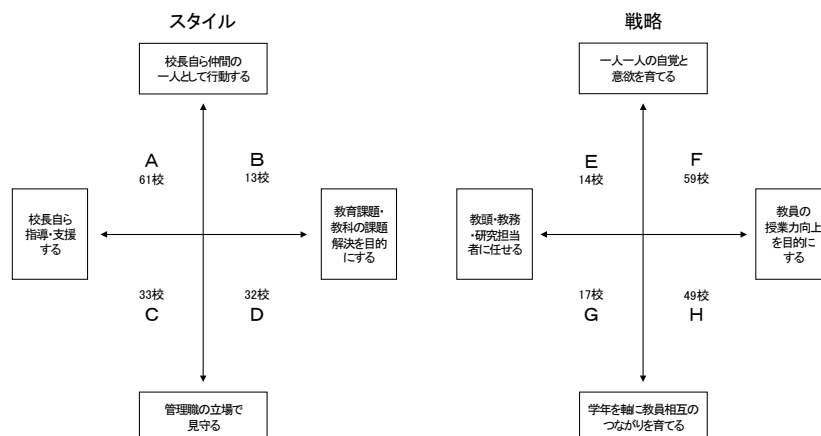 スタイル
校長自ら仲間の
一人として行動する
A
61校
B
13校
校長自ら
指導・支援
する
教育課題・
教科の課題
解決を目的
にする
33校
C
32校
D
管理職の立場で
見守る
戦略
一人一人の自覚と
意欲を育てる
E
14校
F
59校
教頭・教務
・研究担当
者に任せる
教員の
授業力向上
を目的に
する
17校
G
49校
H
学年を軸に教員相互の
つながりを育てる